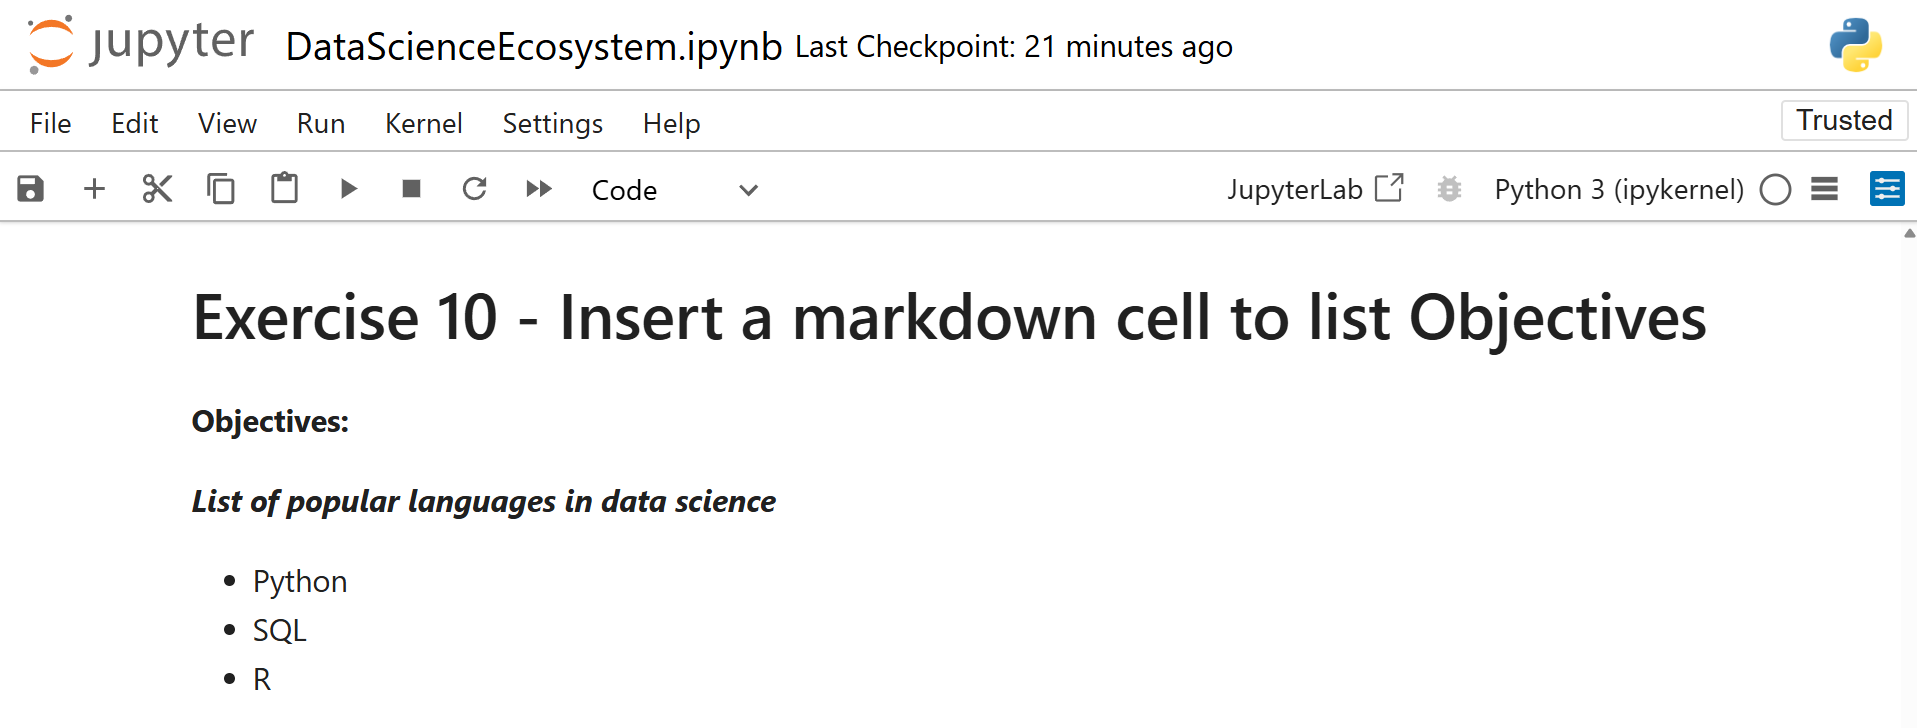 jupyter DataScienceEcosystem.ipynb Last Checkpoint: 21 minutes ago
File Edit View Run Kernel Settings Help Trusted
Code JupyterLab Python 3 (ipykernel)
Exercise 10 - Insert a markdown cell to list Objectives
Objectives:
List of popular languages in data science
Python
SQL
R